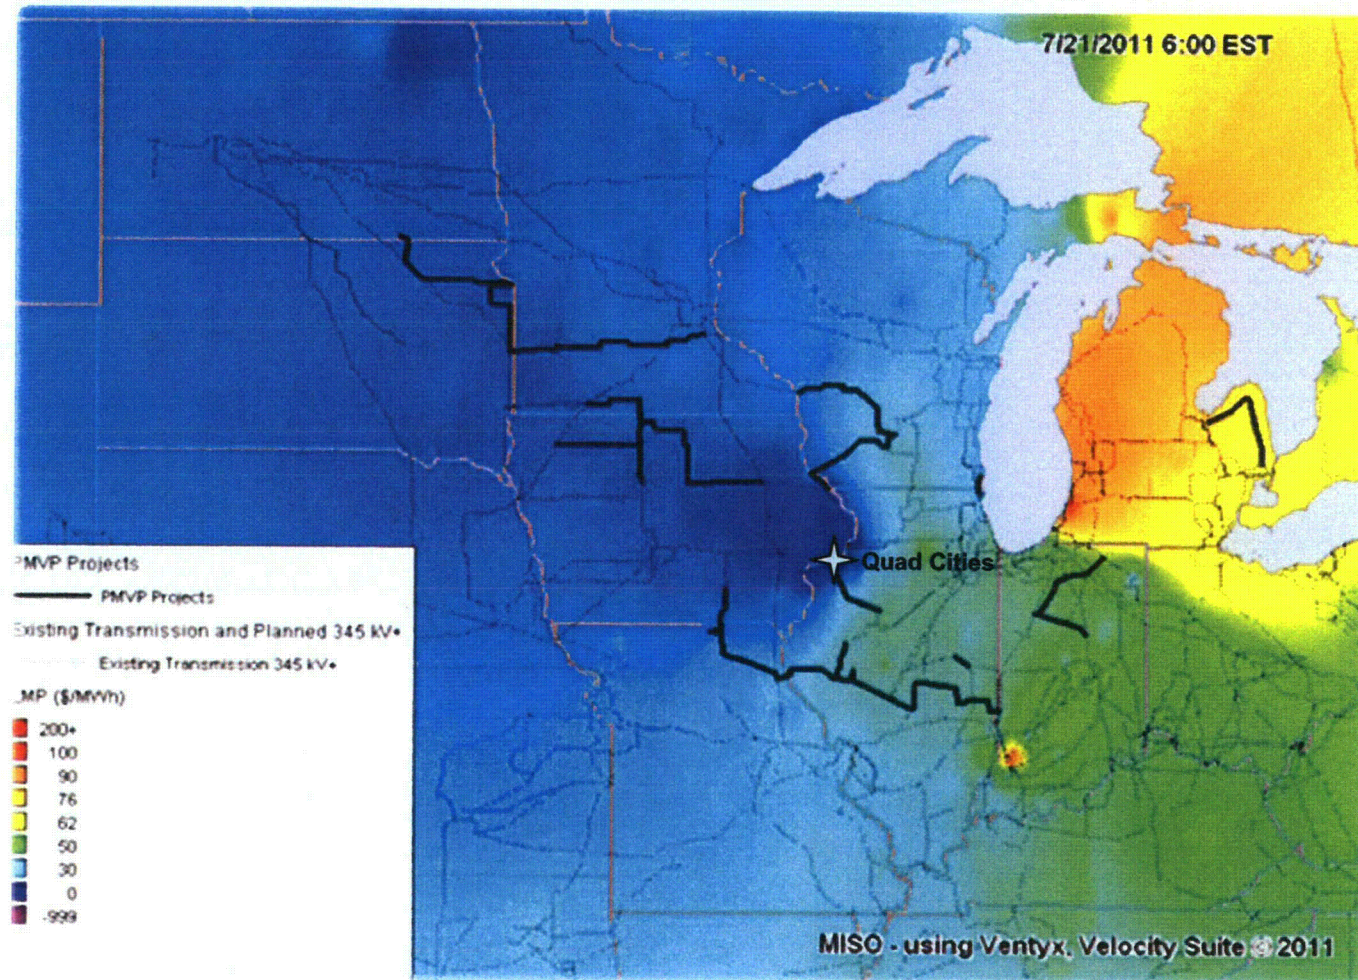 7/21/2011 6:00 EST
Quad Cities
PMVP Projects
PMVP Projects
Existing Transmission and Planned 345 kV+
Existing Transmission 345 kV+
LMP ($/MWh)
200+
100
90
76
62
50
30
0
-999
MISO - using Ventyx, Velocity Suite © 2011